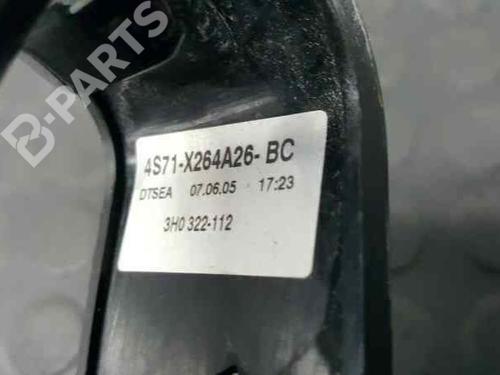 B-PARTS
4S71-X264A26- BC
DTSEA 07.06.05 17:23
3H0 322-112